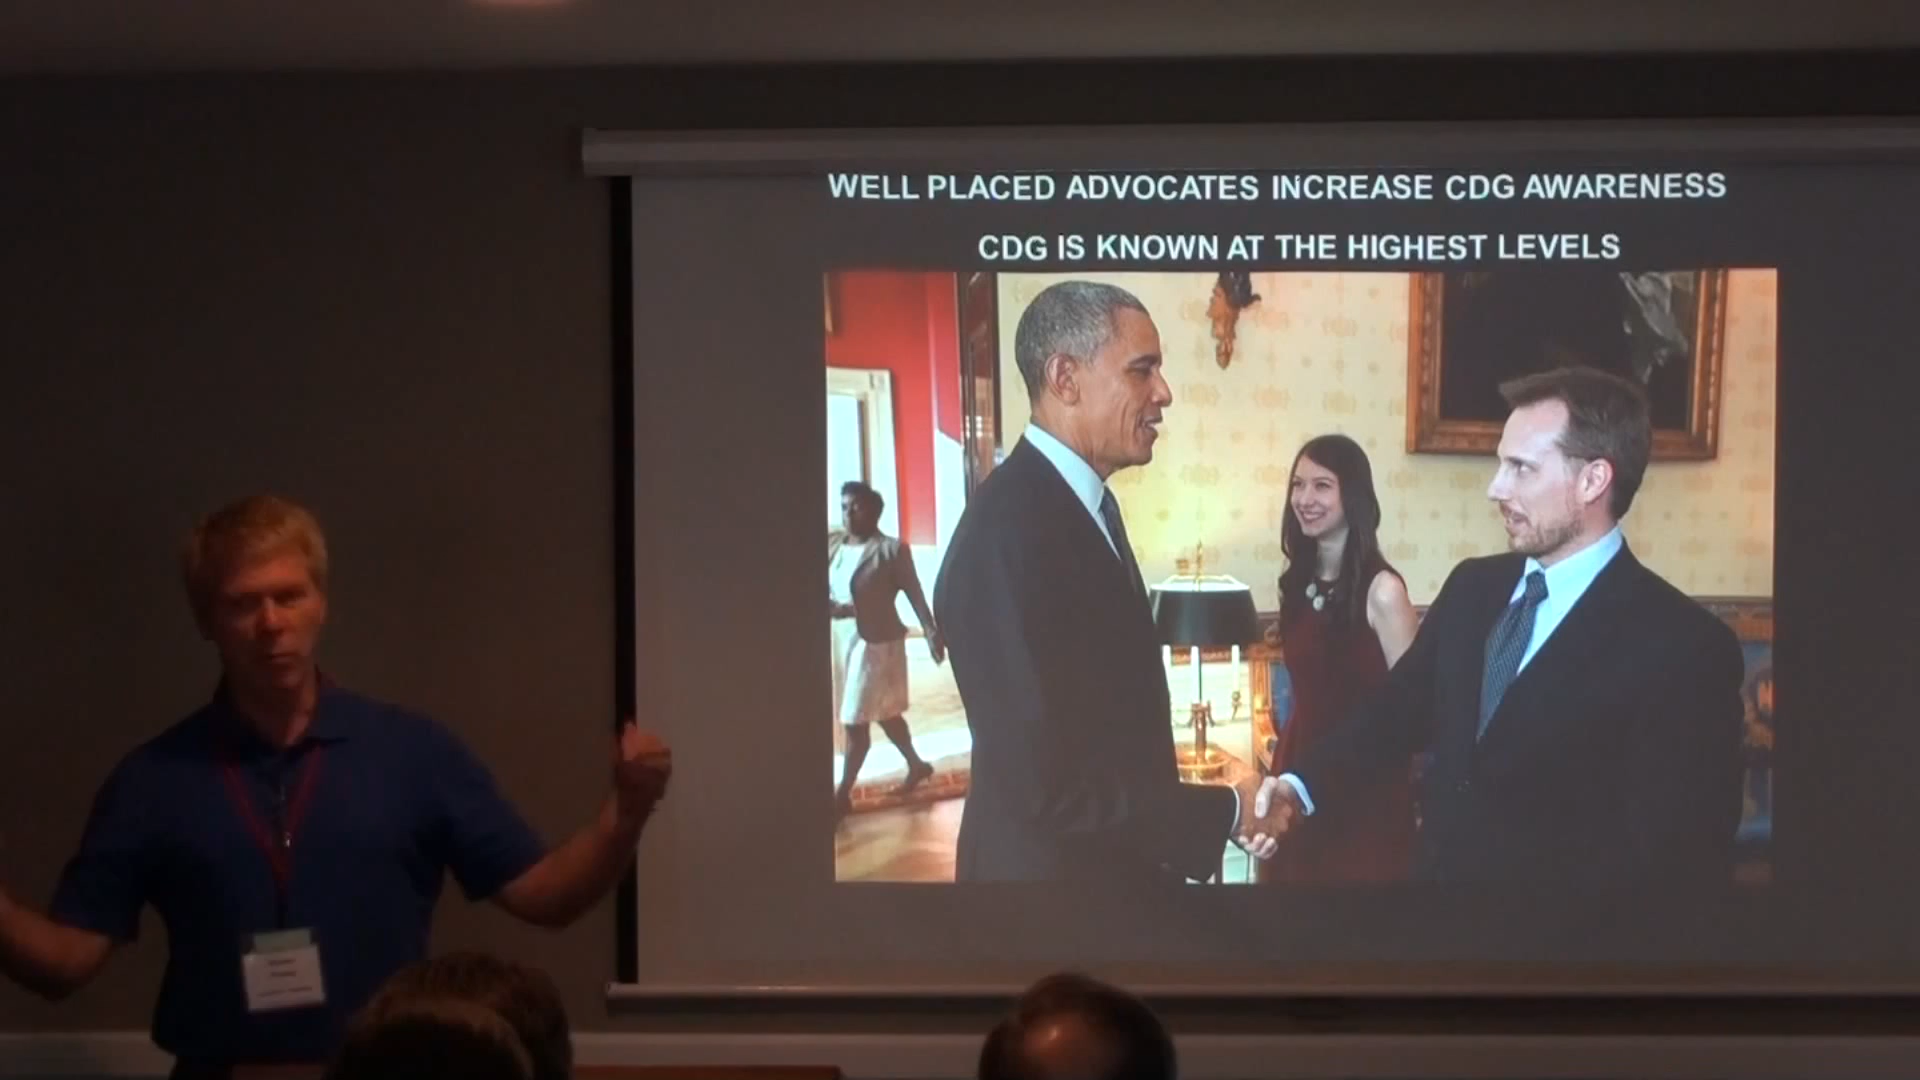 WELL PLACED ADVOCATES INCREASE CDG AWARENESS
CDG IS KNOWN AT THE HIGHEST LEVELS